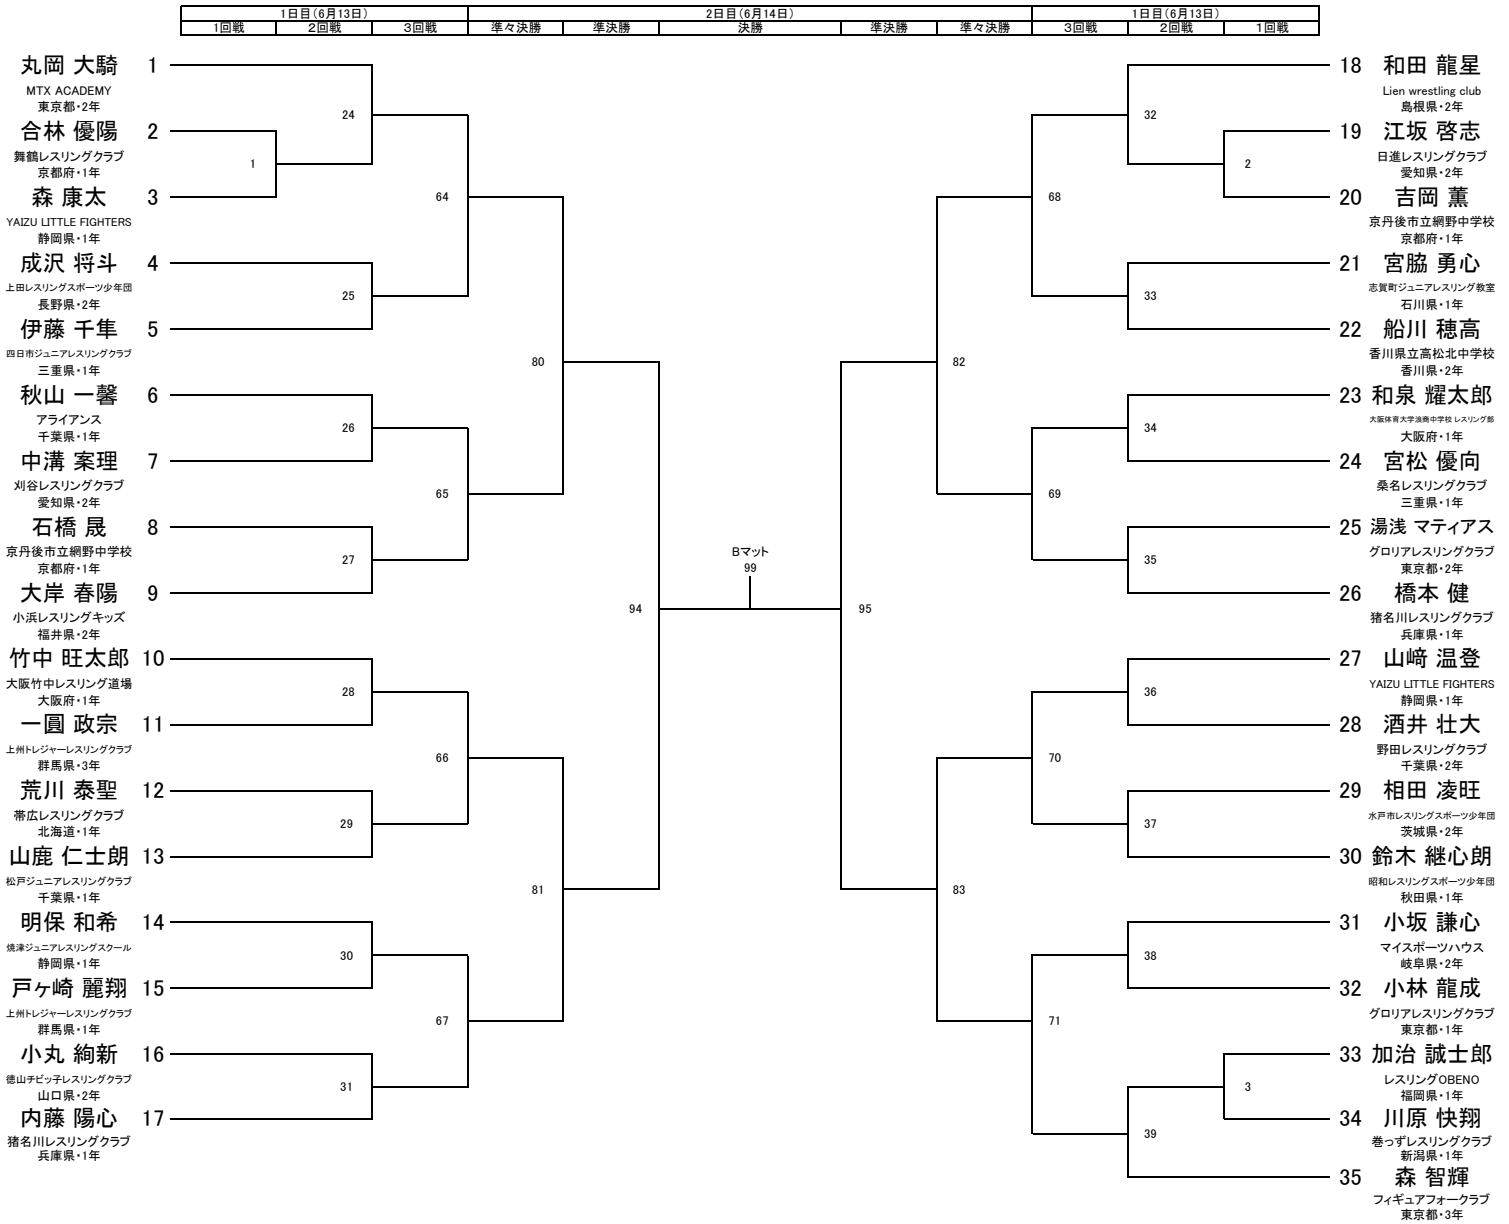 1日目(6月13日) 2日目(6月14日) 1日目(6月13日)
1回戦 2回戦 3回戦 準々決勝 準決勝 決勝 準決勝 準々決勝 3回戦 2回戦 1回戦
丸岡 大騎 1
MTX ACADEMY
東京都・2年
合林 優陽 2
舞鶴レスリングクラブ
京都府・1年
森 康太 3
YAIZU LITTLE FIGHTERS
静岡県・1年
成沢 将斗 4
上田レスリングスポーツ少年団
長野県・2年
伊藤 千隼 5
四日市ジュニアレスリングクラブ
三重県・1年
秋山 一馨 6
アライアンス
千葉県・1年
中溝 案理 7
刈谷レスリングクラブ
愛知県・2年
石橋 晟 8
京丹後市立網野中学校
京都府・1年
大岸 春陽 9
小浜レスリングキッズ
福井県・2年
竹中 旺太郎 10
大阪竹中レスリング道場
大阪府・1年
一圓 政宗 11
上州トレジャーレスリングクラブ
群馬県・3年
荒川 泰聖 12
帯広レスリングクラブ
北海道・1年
山鹿 仁士朗 13
松戸ジュニアレスリングクラブ
千葉県・1年
明保 和希 14
焼津ジュニアレスリングスクール
静岡県・1年
戸ヶ崎 麗翔 15
上州トレジャーレスリングクラブ
群馬県・1年
小丸 絢新 16
徳山チビッ子レスリングクラブ
山口県・2年
内藤 陽心 17
猪名川レスリングクラブ
兵庫県・1年
1
24
25
26
27
28
29
30
31
64
65
66
67
80
81
94
Bマット
99
95
82
83
68
69
70
71
32
33
34
35
36
37
38
39
2
3
18 和田 龍星
Lien wrestling club
島根県・2年
19 江坂 啓志
日進レスリングクラブ
愛知県・2年
20 吉岡 薫
京丹後市立網野中学校
京都府・1年
21 宮脇 勇心
志賀町ジュニアレスリング教室
石川県・1年
22 船川 穂高
香川県立高松北中学校
香川県・2年
23 和泉 耀太郎
大阪体育大学浪商中学校 レスリング部
大阪府・1年
24 宮松 優向
桑名レスリングクラブ
三重県・1年
25 湯浅 マティアス
グロリアレスリングクラブ
東京都・2年
26 橋本 健
猪名川レスリングクラブ
兵庫県・1年
27 山﨑 温登
YAIZU LITTLE FIGHTERS
静岡県・1年
28 酒井 壮大
野田レスリングクラブ
千葉県・2年
29 相田 凌旺
水戸市レスリングスポーツ少年団
茨城県・2年
30 鈴木 継心朗
昭和レスリングスポーツ少年団
秋田県・1年
31 小坂 謙心
マイスポーツハウス
岐阜県・2年
32 小林 龍成
グロリアレスリングクラブ
東京都・1年
33 加治 誠士郎
レスリングOBENO
福岡県・1年
34 川原 快翔
巻っずレスリングクラブ
新潟県・1年
35 森 智輝
フィギュアフォークラブ
東京都・3年